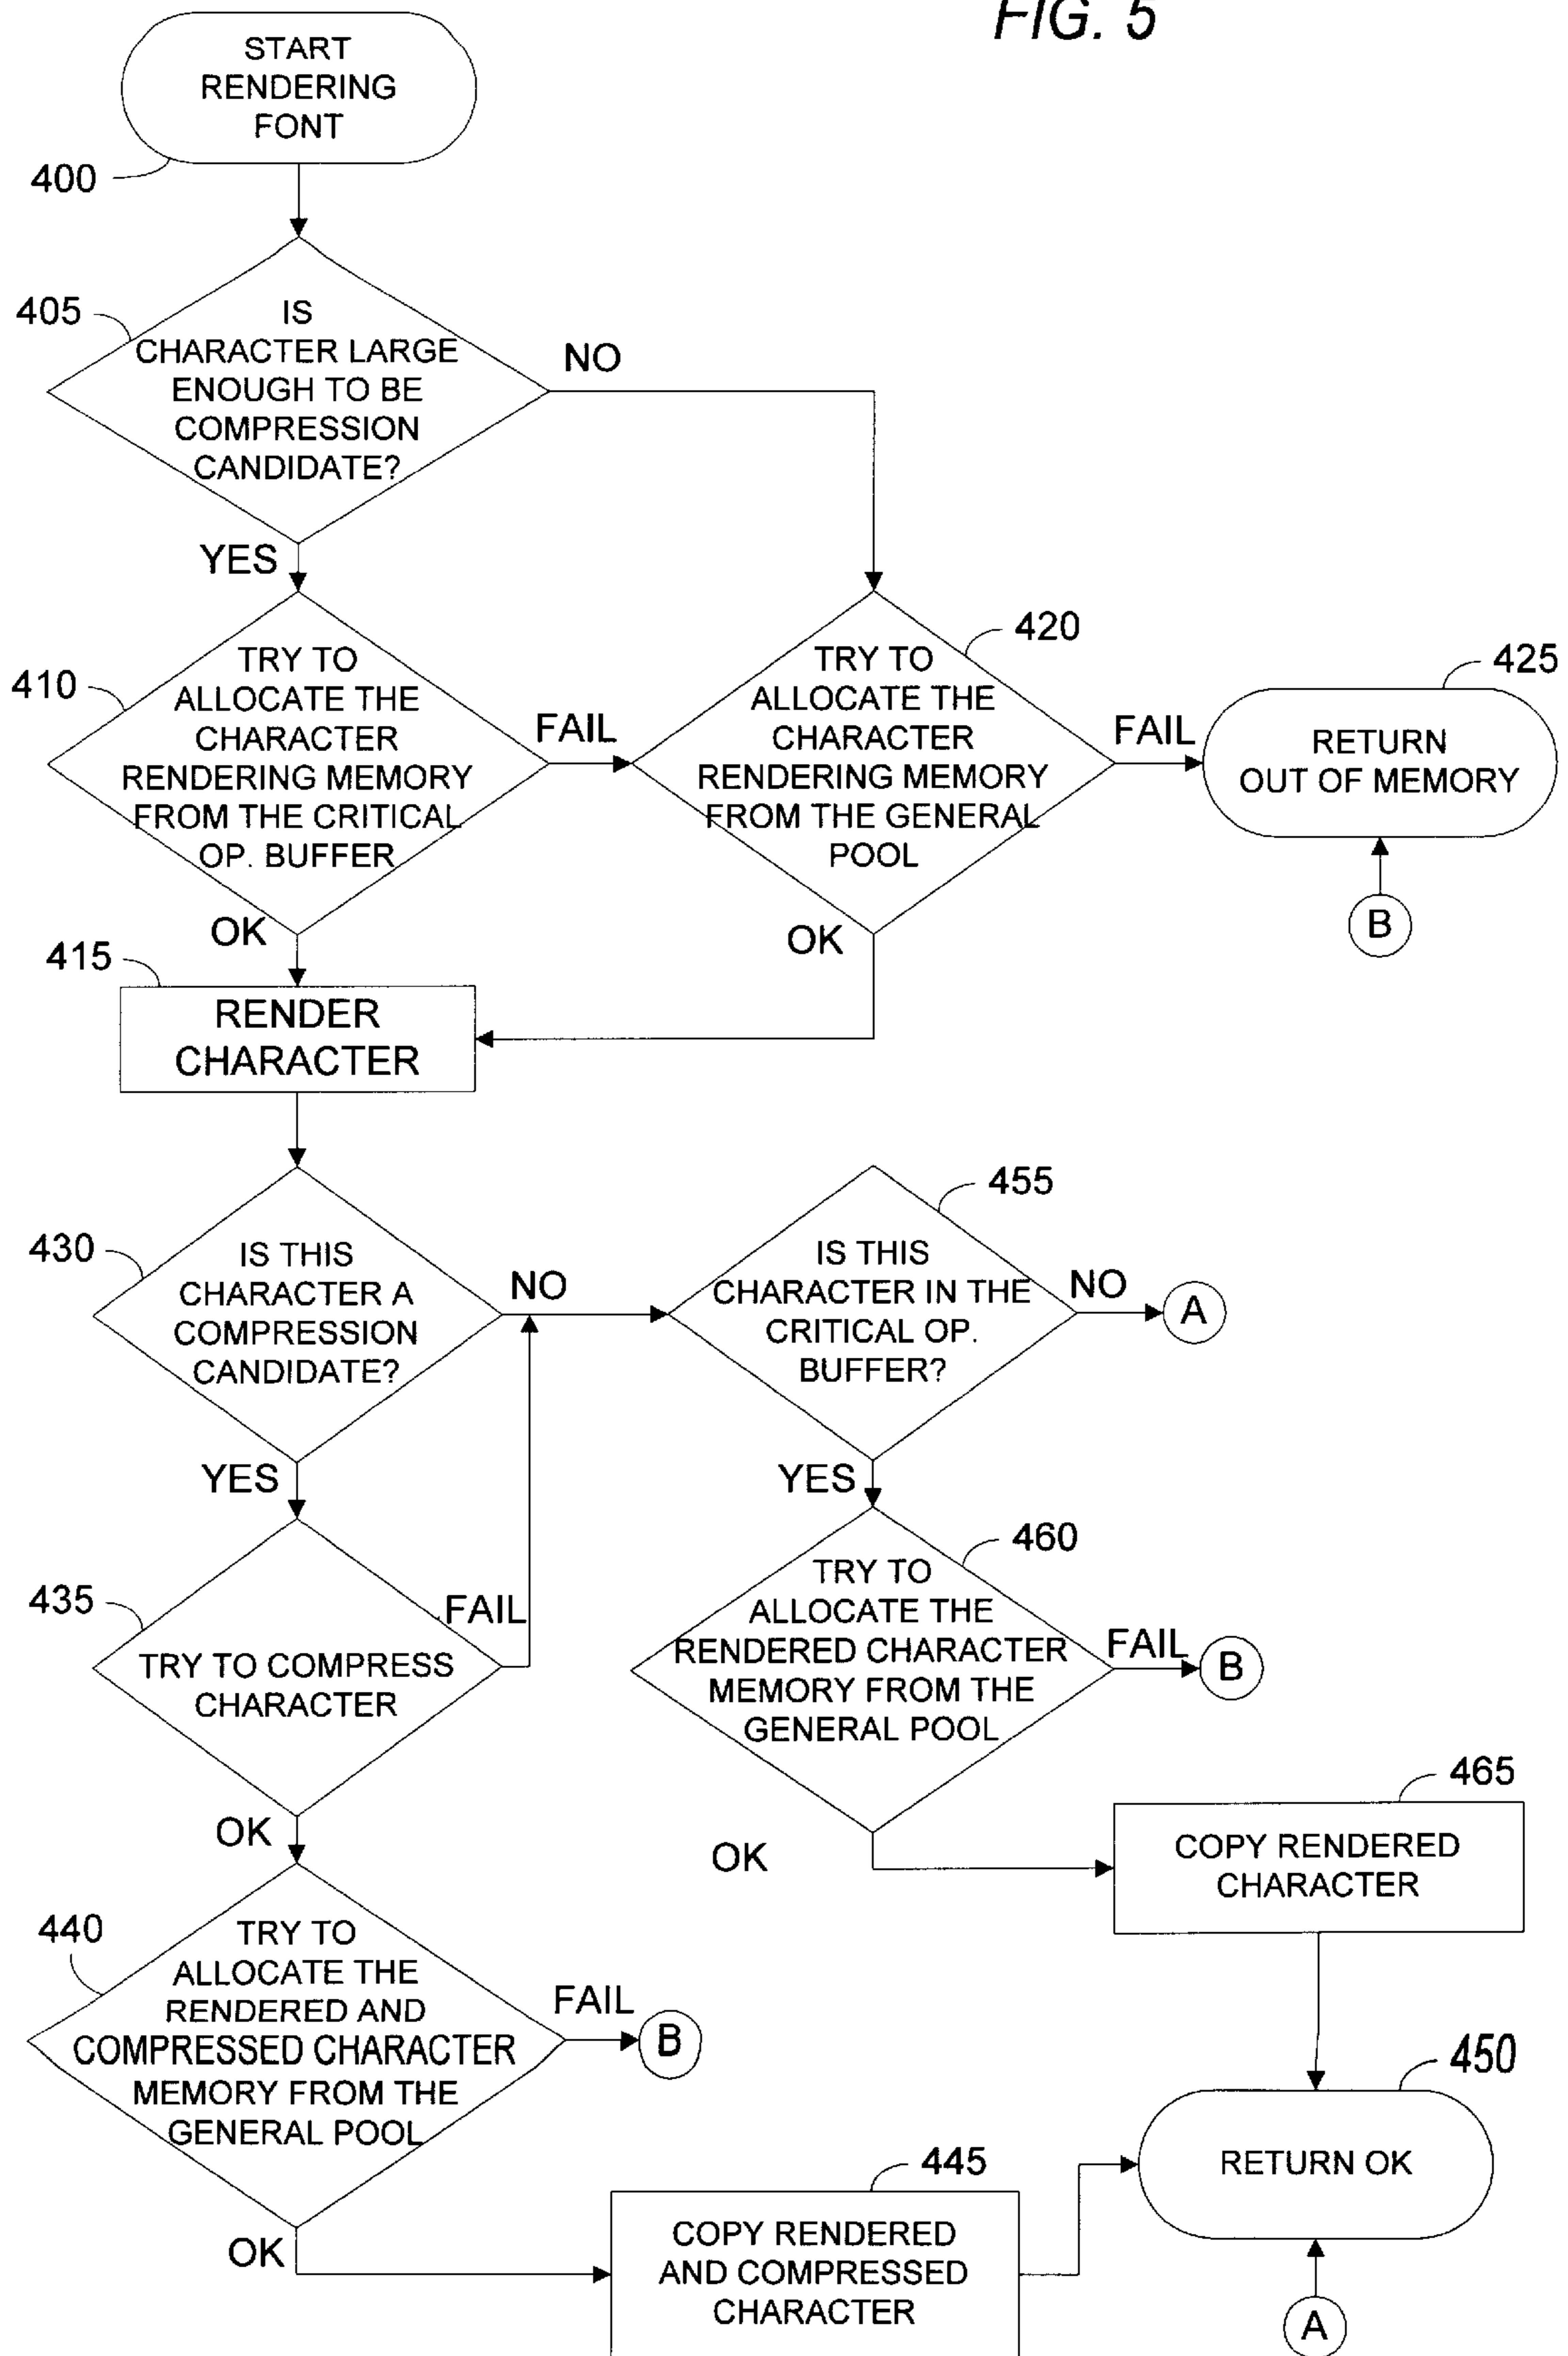 FIG. 5
START
RENDERING
FONT
400
405
IS
CHARACTER LARGE
ENOUGH TO BE
COMPRESSION
CANDIDATE?
NO
YES
410
TRY TO
ALLOCATE THE
CHARACTER
RENDERING MEMORY
FROM THE CRITICAL
OP. BUFFER
FAIL
420
TRY TO
ALLOCATE THE
CHARACTER
RENDERING MEMORY
FROM THE GENERAL
POOL
FAIL
425
RETURN
OUT OF MEMORY
B
OK
OK
415
RENDER
CHARACTER
430
IS THIS
CHARACTER A
COMPRESSION
CANDIDATE?
NO
455
IS THIS
CHARACTER IN THE
CRITICAL OP.
BUFFER?
NO
A
YES
YES
435
TRY TO COMPRESS
CHARACTER
FAIL
460
TRY TO
ALLOCATE THE
RENDERED CHARACTER
MEMORY FROM THE
GENERAL POOL
FAIL
B
OK
OK
465
COPY RENDERED
CHARACTER
440
TRY TO
ALLOCATE THE
RENDERED AND
COMPRESSED CHARACTER
MEMORY FROM THE
GENERAL POOL
FAIL
B
450
RETURN OK
OK
445
COPY RENDERED
AND COMPRESSED
CHARACTER
A